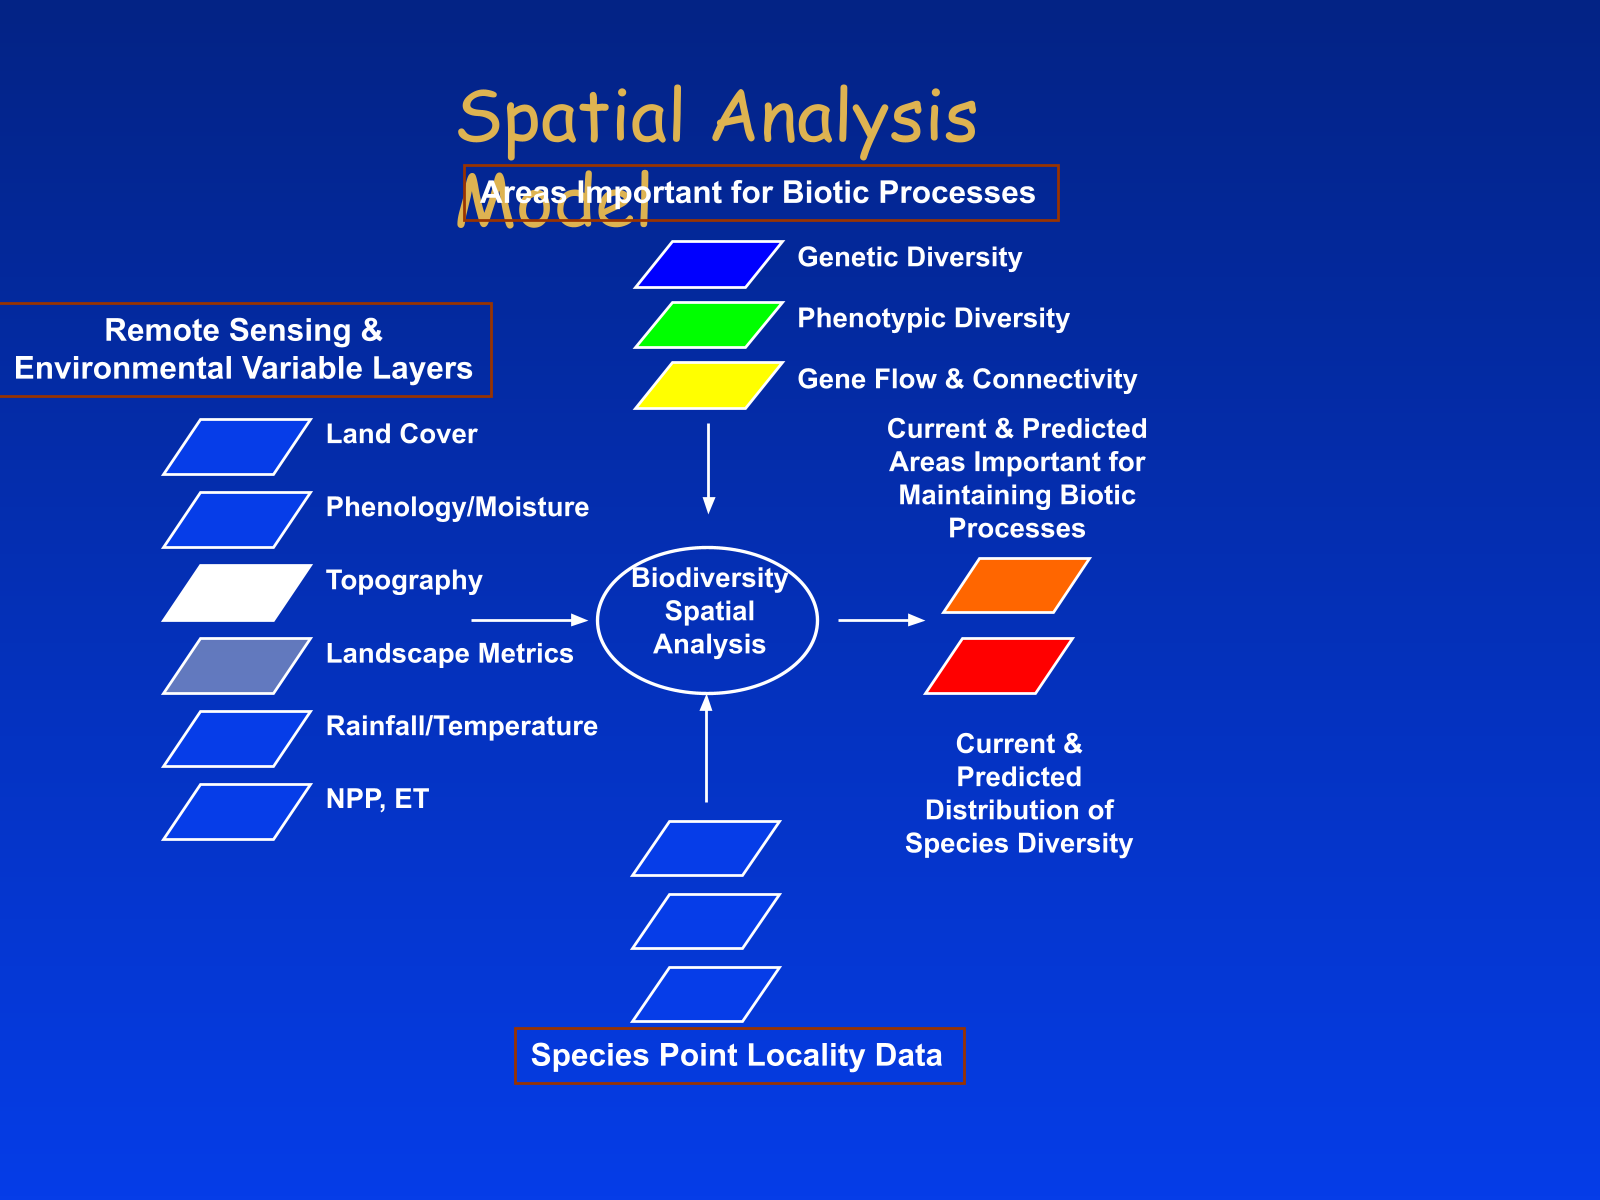 Spatial Analysis
Model
Areas Important for Biotic Processes
Genetic Diversity
Phenotypic Diversity
Gene Flow & Connectivity
Remote Sensing &
Environmental Variable Layers
Land Cover
Phenology/Moisture
Topography
Landscape Metrics
Rainfall/Temperature
NPP, ET
Biodiversity
Spatial
Analysis
Current & Predicted
Areas Important for
Maintaining Biotic
Processes
Current &
Predicted
Distribution of
Species Diversity
Species Point Locality Data